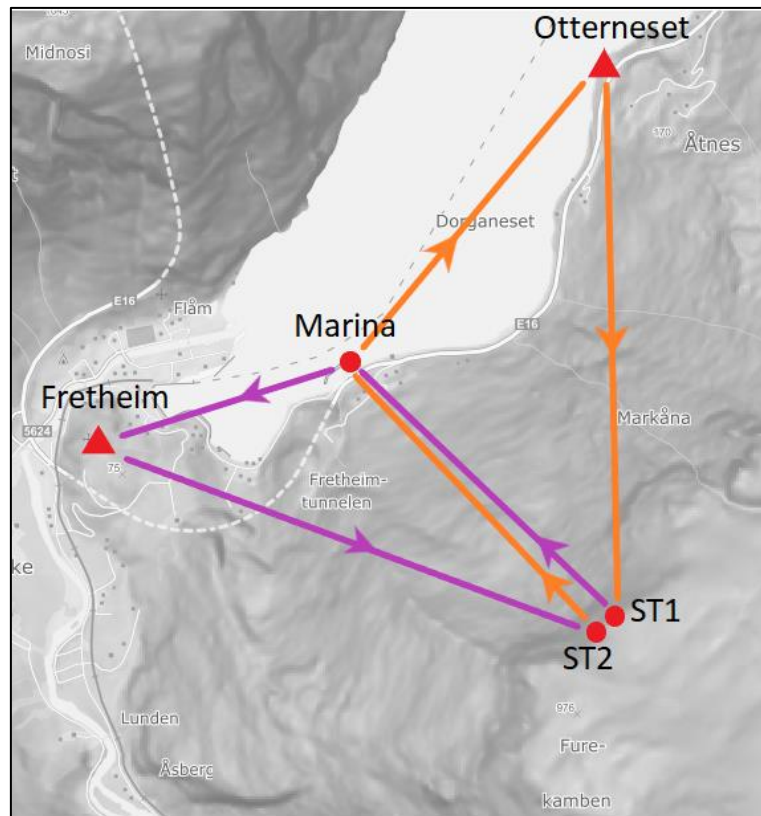 Otterneset
Midnosi
170
Åtnes
Dorganeset
E16
Flåm
Marina
E16
Fretheim
5624
75
Markåna
Fretheim-
tunnelen
ke
ST1
ST2
976
Lunden
Fure-
Åsberg
kamben